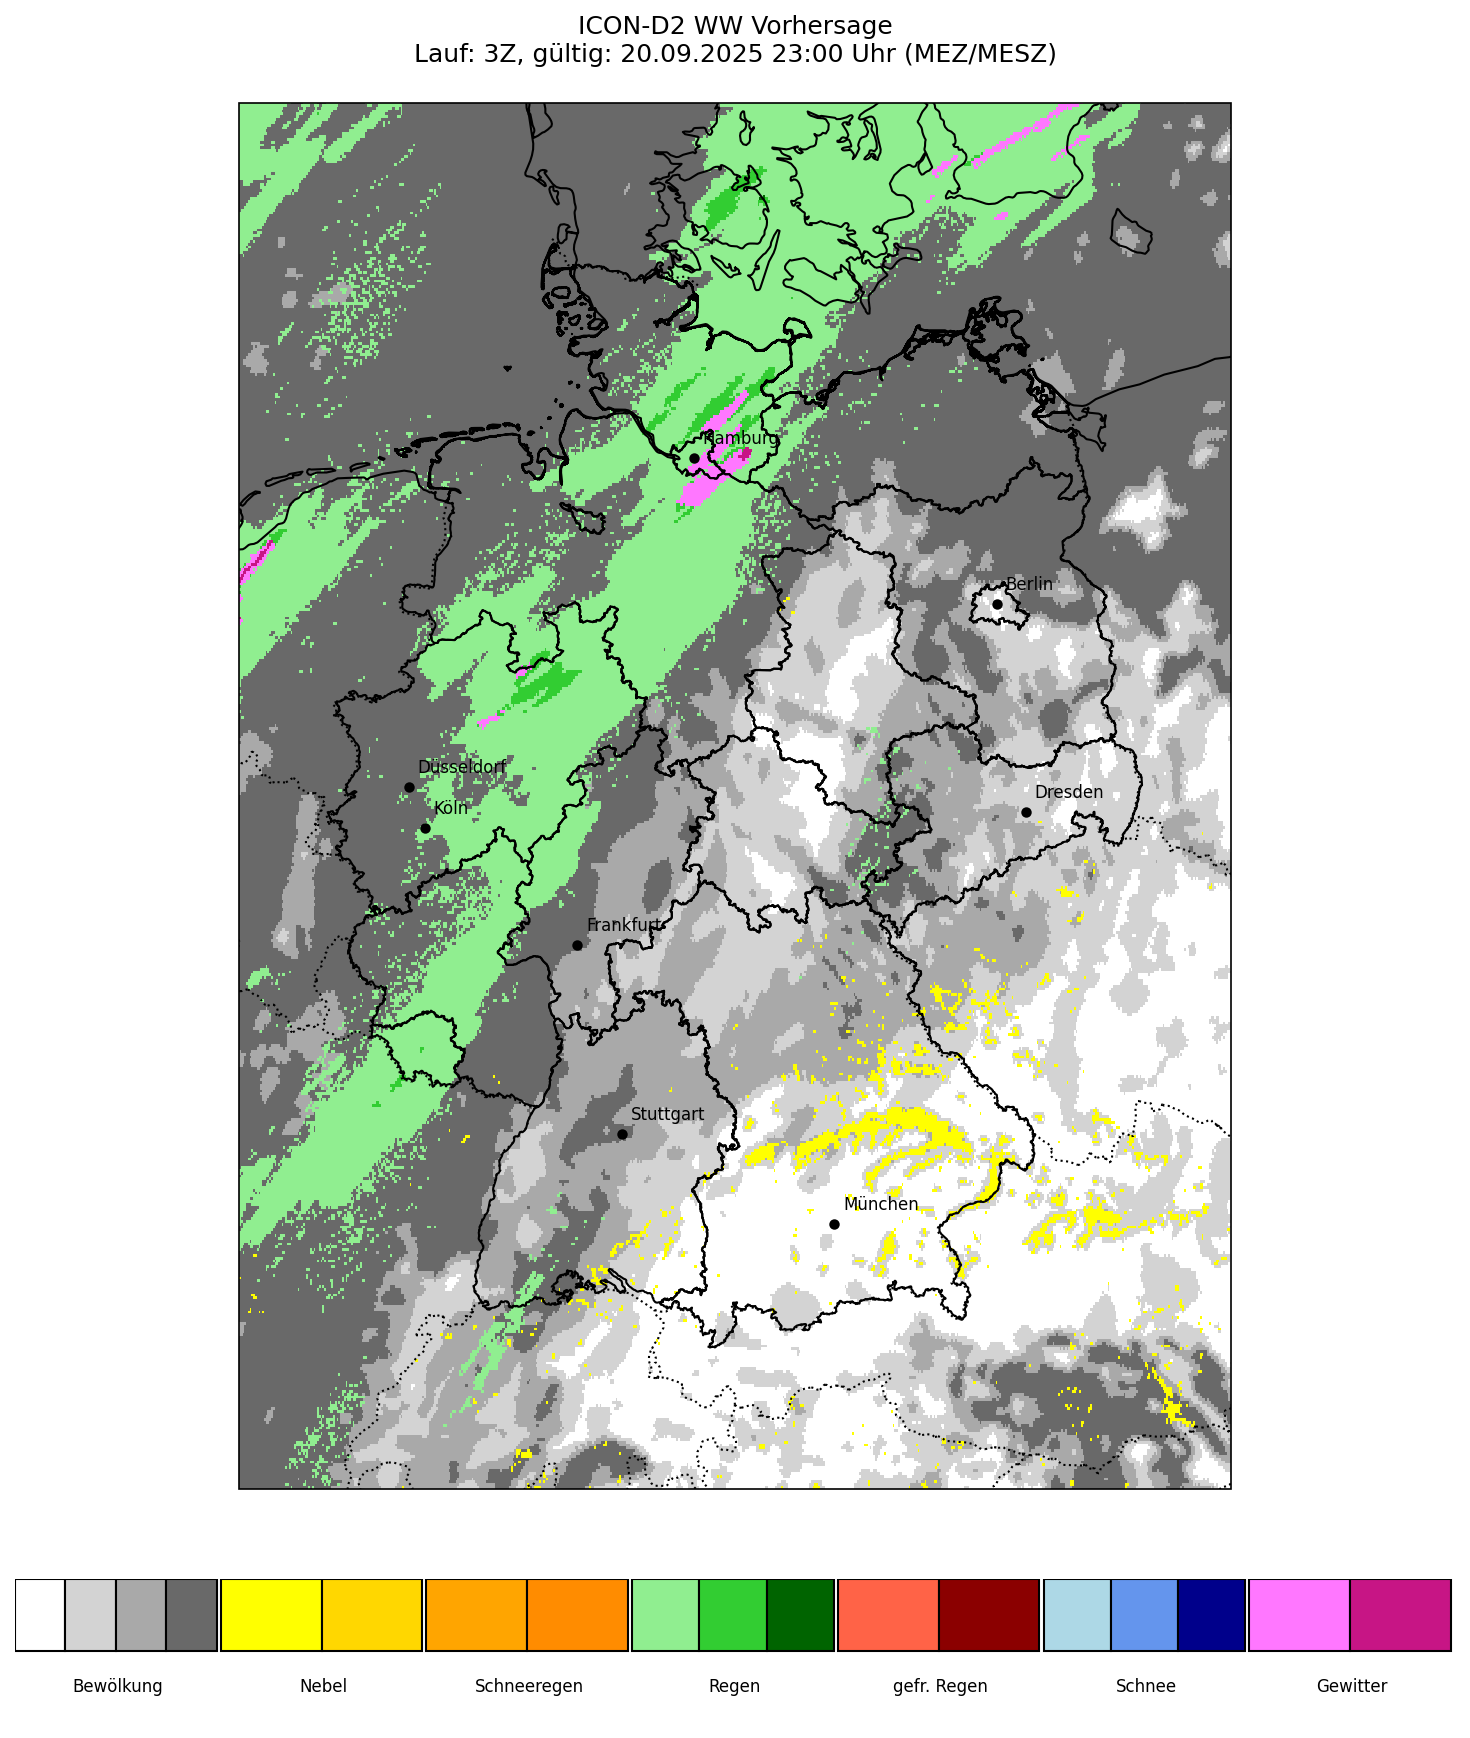 ICON-D2 WW Vorhersage
Lauf: 3Z, gültig: 20.09.2025 23:00 Uhr (MEZ/MESZ)
Hamburg
Berlin
Düsseldorf
Köln
Dresden
Frankfurt
Stuttgart
München
Bewölkung
Nebel
Schneeregen
Regen
gefr. Regen
Schnee
Gewitter